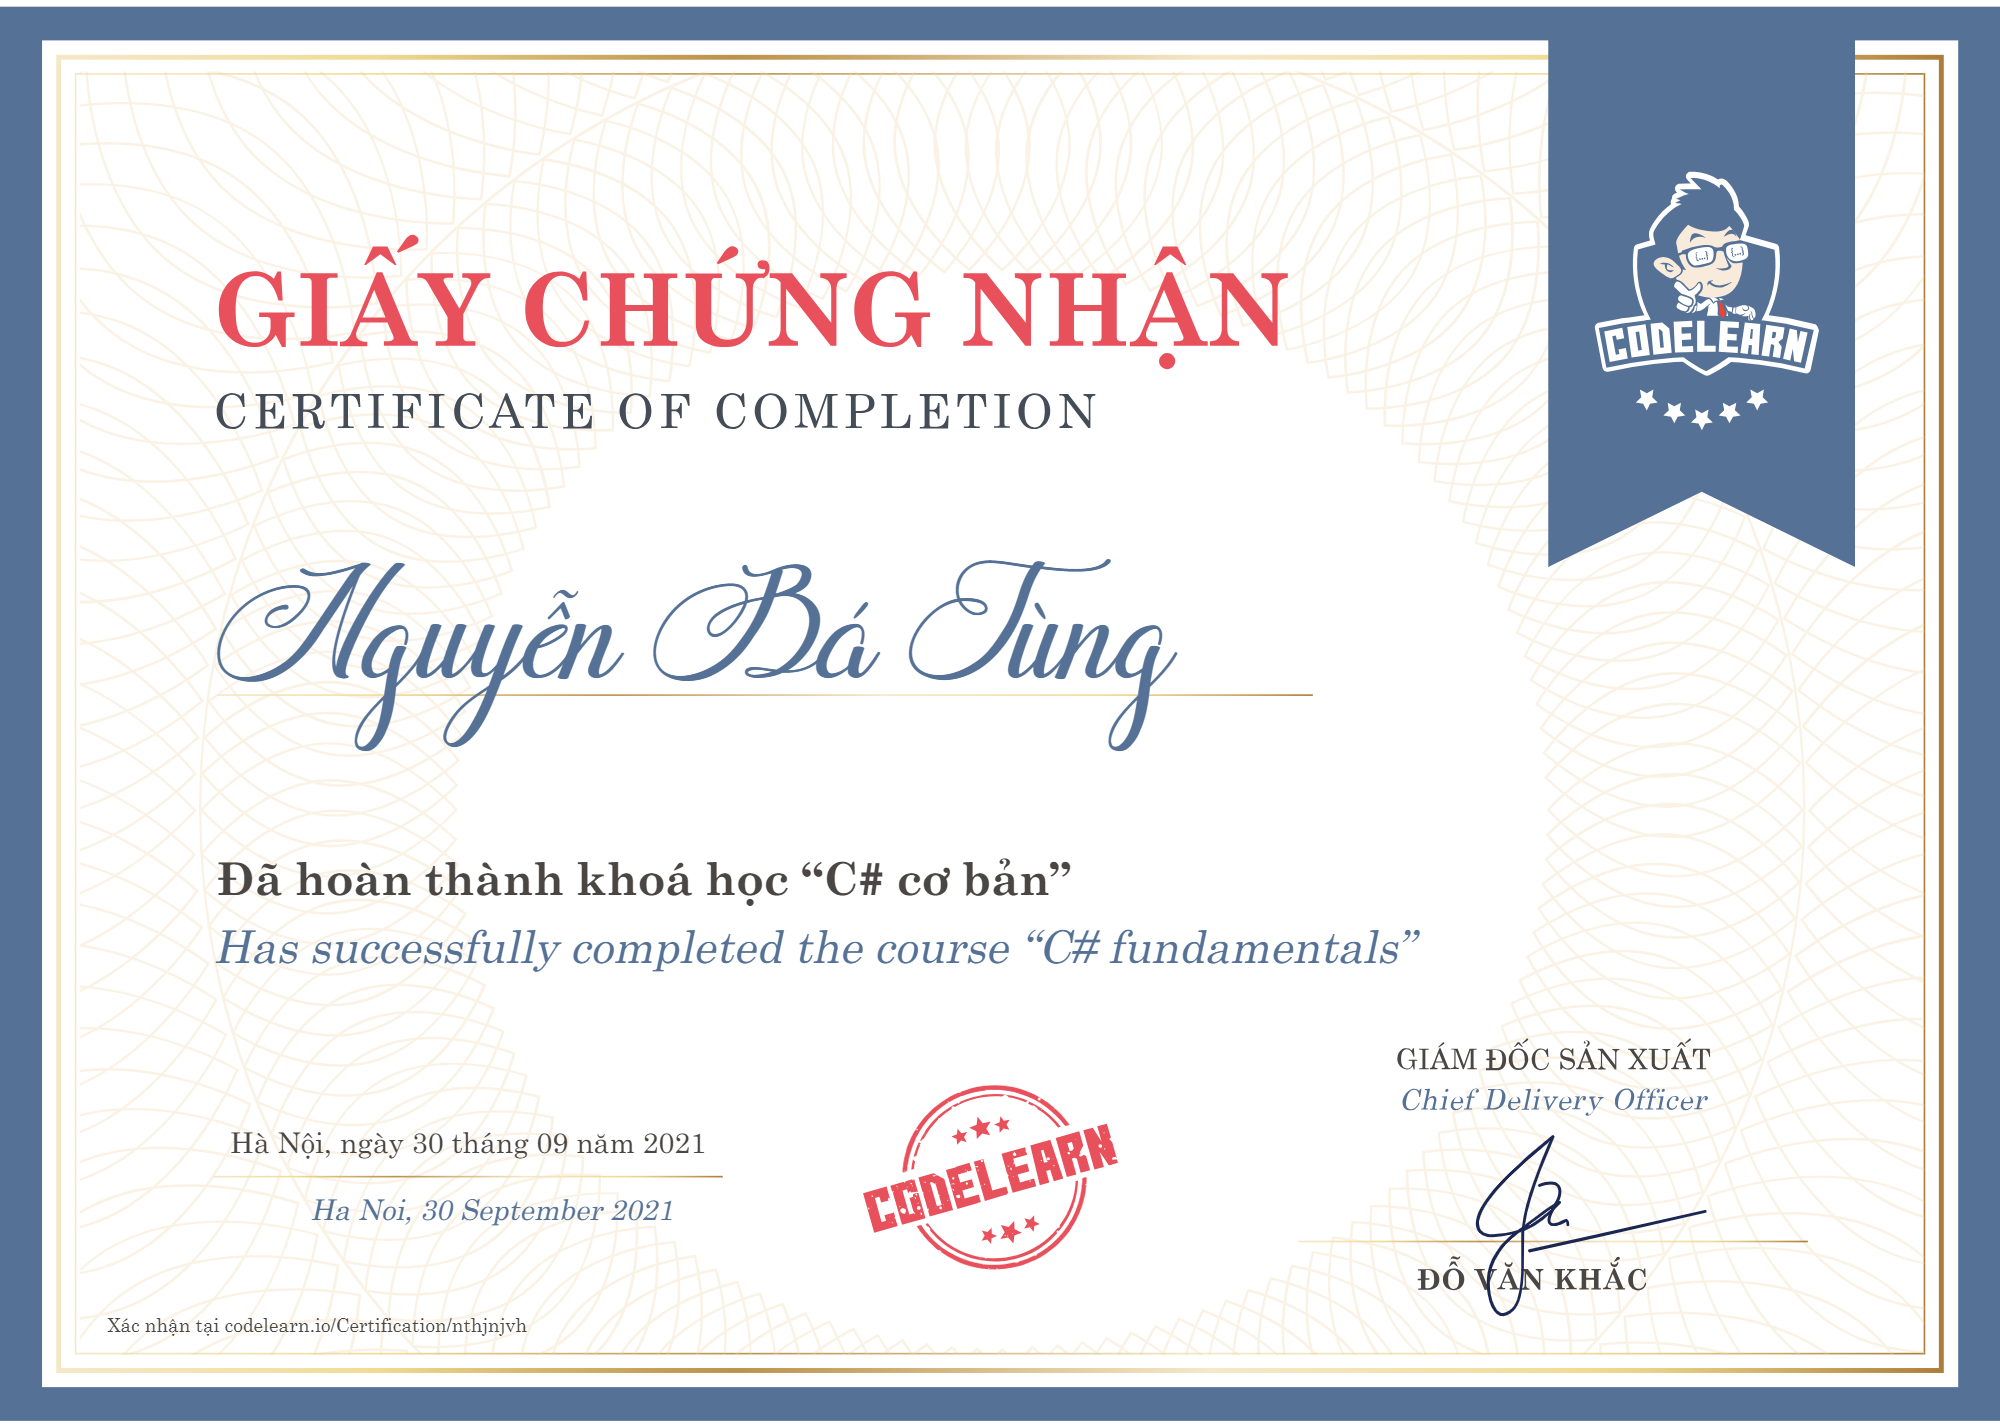 GIẤY CHỨNG NHẬN
CERTIFICATE OF COMPLETION
CODELEARN
Nguyễn Bá Tùng
Đã hoàn thành khoá học “C# cơ bản”
Has successfully completed the course “C# fundamentals”
GIÁM ĐỐC SẢN XUẤT
Chief Delivery Officer
Hà Nội, ngày 30 tháng 09 năm 2021
Ha Noi, 30 September 2021
CODELEARN
ĐỖ VĂN KHẮC
Xác nhận tại codelearn.io/Certification/nthjnjvh